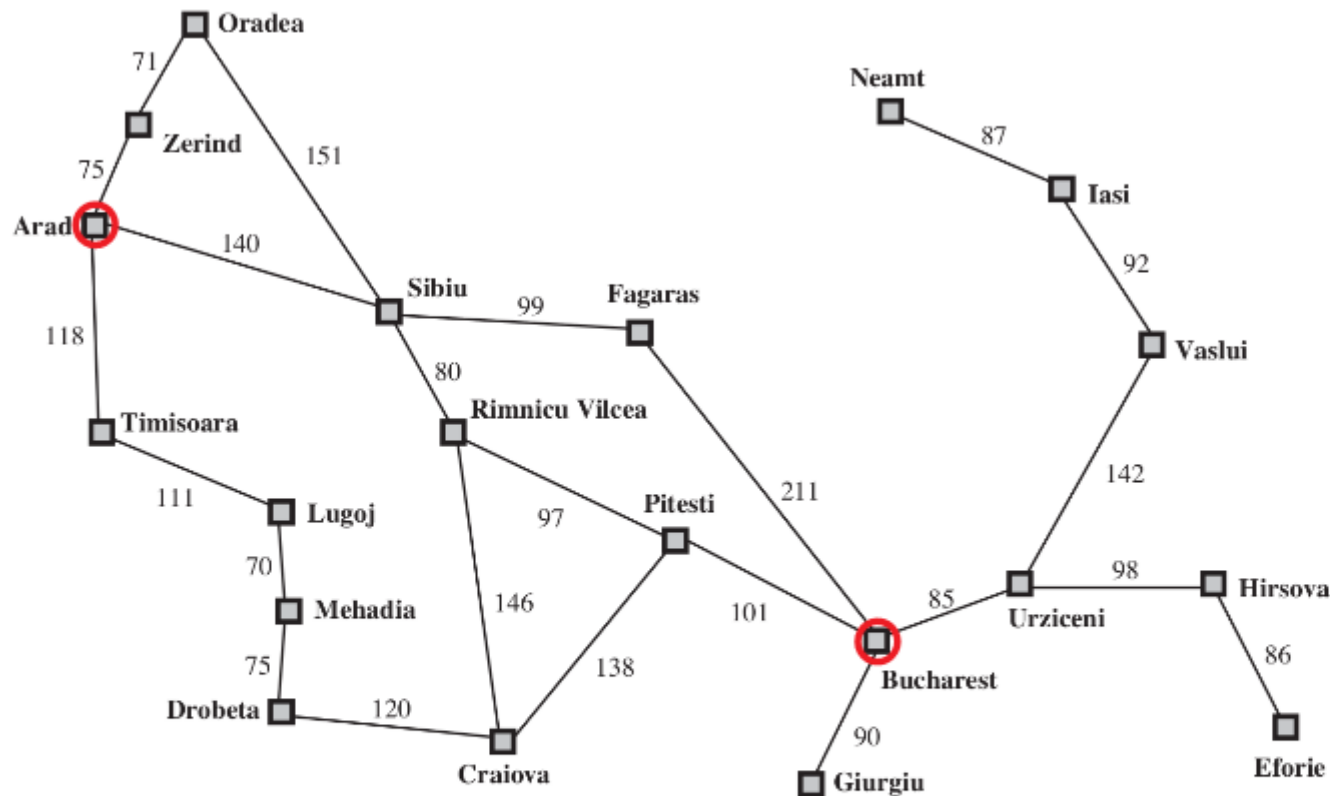 Oradea
71
Neamt
87
Zerind
151
75
Iasi
Arad
140
92
Sibiu
Fagaras
99
118
Vaslui
80
Timisoara
Rimnicu Vilcea
142
111
211
Lugoj
97
Pitesti
70
98
Hirsova
146
85
Mehadia
101
Urziceni
138
86
75
Bucharest
Drobeta
120
90
Craiova
Eforie
Giurgiu